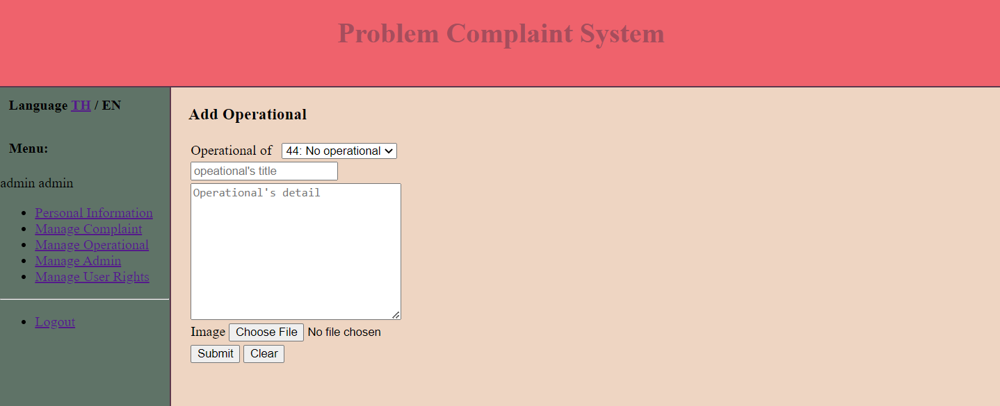 Problem Complaint System
Language TH / EN
Menu:
admin admin
Personal Information
Manage Complaint
Manage Operational
Manage Admin
Manage User Rights
Logout
Add Operational
Operational of 44: No operational
opeational's title
Operational's detail
Image Choose File No file chosen
Submit Clear